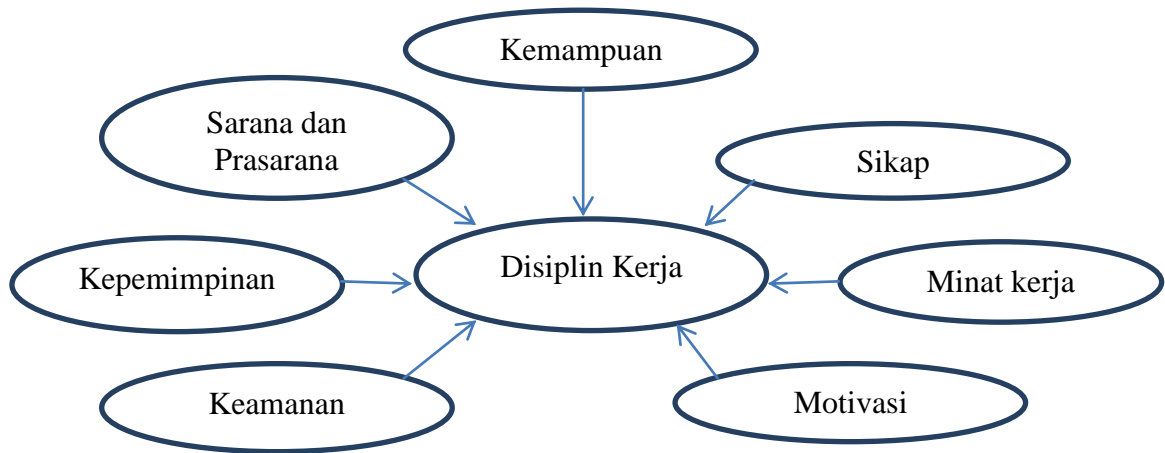 Kemampuan
Sarana dan
Prasarana
Sikap
Disiplin Kerja
Kepemimpinan
Minat kerja
Keamanan
Motivasi